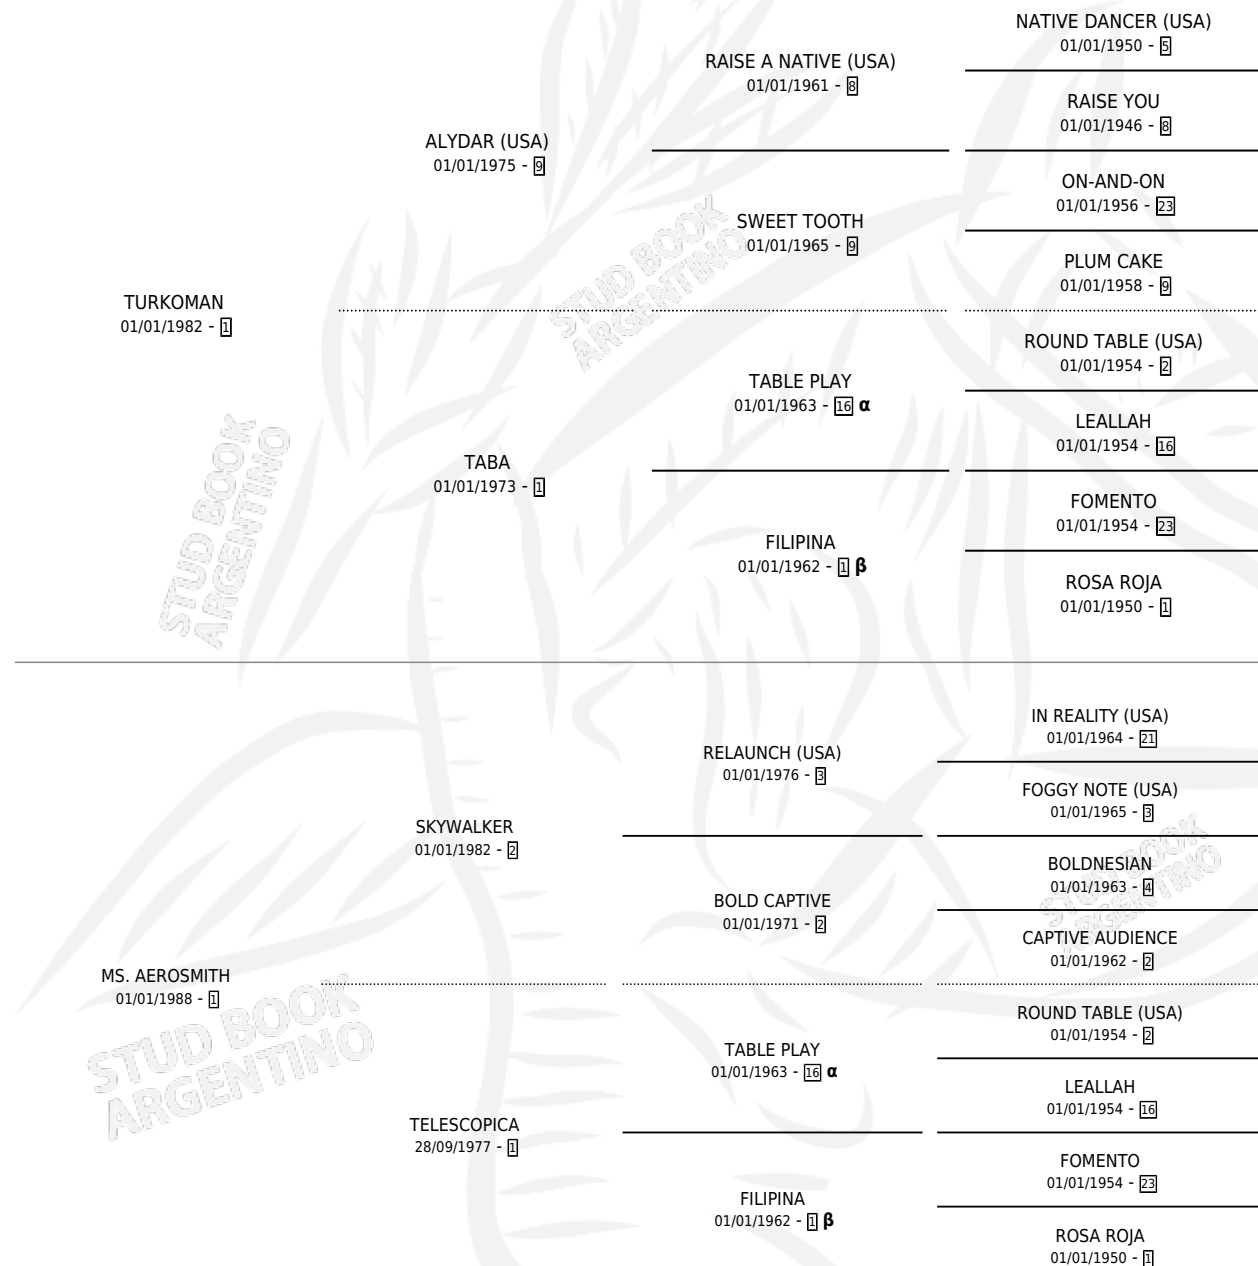 NATIVE DANCER (USA)
01/01/1950 - 5
RAISE A NATIVE (USA)
01/01/1961 - 8
RAISE YOU
01/01/1946 - 8
ALYDAR (USA)
01/01/1975 - 9
ON-AND-ON
01/01/1956 - 23
SWEET TOOTH
01/01/1965 - 9
PLUM CAKE
01/01/1958 - 9
TURKOMAN
01/01/1982 - 1
ROUND TABLE (USA)
01/01/1954 - 2
TABLE PLAY
01/01/1963 - 16 α
LEALLAH
01/01/1954 - 16
TABA
01/01/1973 - 1
FOMENTO
01/01/1954 - 23
FILIPINA
01/01/1962 - 1 β
ROSA ROJA
01/01/1950 - 1
IN REALITY (USA)
01/01/1964 - 21
RELAUNCH (USA)
01/01/1976 - 3
FOGGY NOTE (USA)
01/01/1965 - 3
SKYWALKER
01/01/1982 - 2
BOLDNESIAN
01/01/1963 - 4
BOLD CAPTIVE
01/01/1971 - 2
CAPTIVE AUDIENCE
01/01/1962 - 2
MS. AEROSMITH
01/01/1988 - 1
ROUND TABLE (USA)
01/01/1954 - 2
TABLE PLAY
01/01/1963 - 16 α
LEALLAH
01/01/1954 - 16
TELESCOPICA
28/09/1977 - 1
FOMENTO
01/01/1954 - 23
FILIPINA
01/01/1962 - 1 β
ROSA ROJA
01/01/1950 - 1
STUD BOOK
ARGENTINO
STUD BOOK
ARGENTINO
STUD BOOK
ARGENTINO
STUD BOOK
ARGENTINO